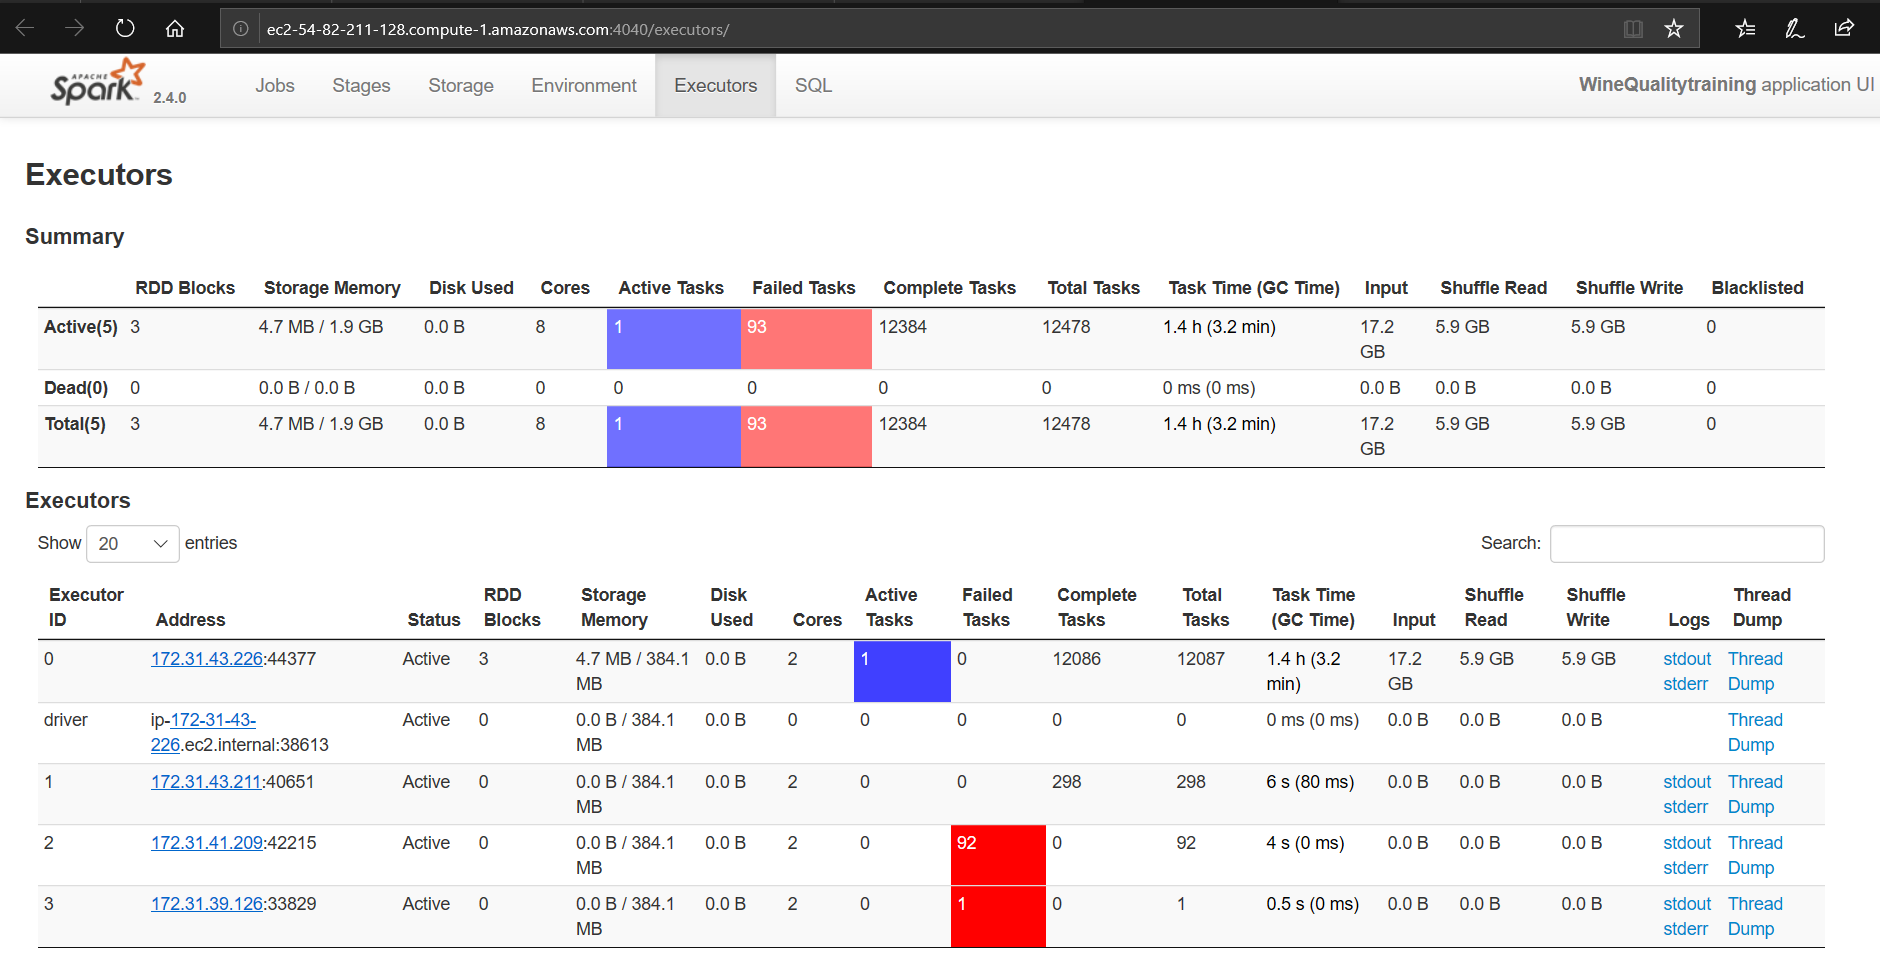 ec2-54-82-211-128.compute-1.amazonaws.com:4040/executors/
APACHE Spark 2.4.0 Jobs Stages Storage Environment Executors SQL WineQualitytraining application UI
Executors
Summary
RDD Blocks Storage Memory Disk Used Cores Active Tasks Failed Tasks Complete Tasks Total Tasks Task Time (GC Time) Input Shuffle Read Shuffle Write Blacklisted
Active(5) 3 4.7 MB / 1.9 GB 0.0 B 8 1 93 12384 12478 1.4 h (3.2 min) 17.2 GB 5.9 GB 5.9 GB 0
Dead(0) 0 0.0 B / 0.0 B 0.0 B 0 0 0 0 0 0 ms (0 ms) 0.0 B 0.0 B 0.0 B 0
Total(5) 3 4.7 MB / 1.9 GB 0.0 B 8 1 93 12384 12478 1.4 h (3.2 min) 17.2 GB 5.9 GB 5.9 GB 0
Executors
Show 20 entries Search:
Executor ID Address Status RDD Blocks Storage Memory Disk Used Cores Active Tasks Failed Tasks Complete Tasks Total Tasks Task Time (GC Time) Input Shuffle Read Shuffle Write Logs Thread Dump
0 172.31.43.226:44377 Active 3 4.7 MB / 384.1 MB 0.0 B 2 1 0 12086 12087 1.4 h (3.2 min) 17.2 GB 5.9 GB 5.9 GB stdout stderr Thread Dump
driver ip-172-31-43-226.ec2.internal:38613 Active 0 0.0 B / 384.1 MB 0.0 B 0 0 0 0 0 0 ms (0 ms) 0.0 B 0.0 B 0.0 B Thread Dump
1 172.31.43.211:40651 Active 0 0.0 B / 384.1 MB 0.0 B 2 0 0 298 298 6 s (80 ms) 0.0 B 0.0 B 0.0 B stdout stderr Thread Dump
2 172.31.41.209:42215 Active 0 0.0 B / 384.1 MB 0.0 B 2 0 92 0 92 4 s (0 ms) 0.0 B 0.0 B 0.0 B stdout stderr Thread Dump
3 172.31.39.126:33829 Active 0 0.0 B / 384.1 MB 0.0 B 2 0 1 0 1 0.5 s (0 ms) 0.0 B 0.0 B 0.0 B stdout stderr Thread Dump